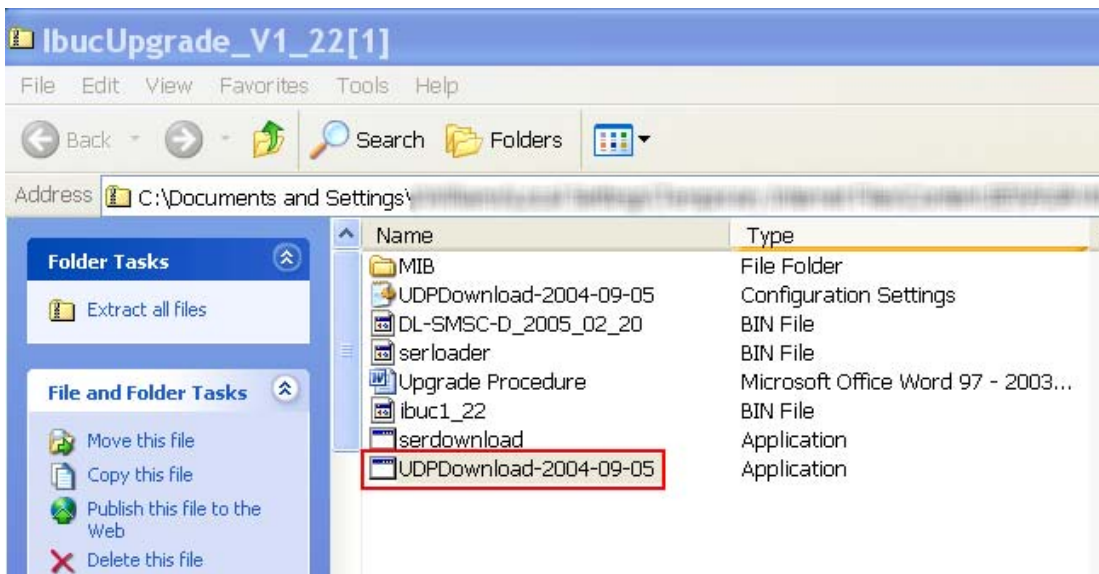 IbucUpgrade_V1_22[1]
File Edit View Favorites Tools Help
Back Search Folders
Address C:\Documents and Settings\
Folder Tasks
Extract all files
File and Folder Tasks
Move this file
Copy this file
Publish this file to the
Web
Delete this file
Name Type
MIB File Folder
UDPDownload-2004-09-05 Configuration Settings
DL-SMSC-D_2005_02_20 BIN File
serloader BIN File
Upgrade Procedure Microsoft Office Word 97 - 2003...
ibuc1_22 BIN File
serdownload Application
UDPDownload-2004-09-05 Application